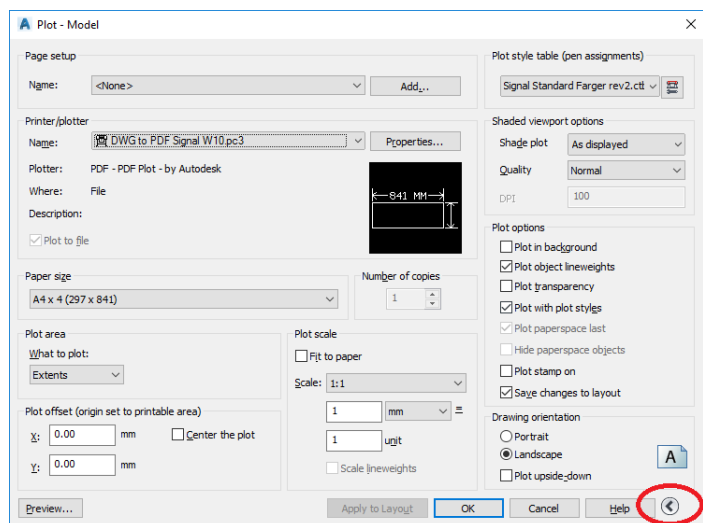 Plot - Model
Page setup
Name:
<None>
Add...
Printer/plotter
Name:
DWG to PDF Signal W10.pc3
Properties...
Plotter:
PDF - PDF Plot - by Autodesk
Where:
File
Description:
Plot to file
841 MM
Paper size
A4 x 4 (297 x 841)
Number of copies
1
Plot area
What to plot:
Extents
Plot offset (origin set to printable area)
X:
0.00
mm
Center the plot
Y:
0.00
mm
Plot scale
Fit to paper
Scale:
1:1
1
mm
=
1
unit
Scale lineweights
Plot style table (pen assignments)
Signal Standard Farger rev2.ctl
Shaded viewport options
Shade plot
As displayed
Quality
Normal
DPI
100
Plot options
Plot in background
Plot object lineweights
Plot transparency
Plot with plot styles
Plot paperspace last
Hide paperspace objects
Plot stamp on
Save changes to layout
Drawing orientation
Portrait
Landscape
Plot upside-down
A
Preview...
Apply to Layout
OK
Cancel
Help